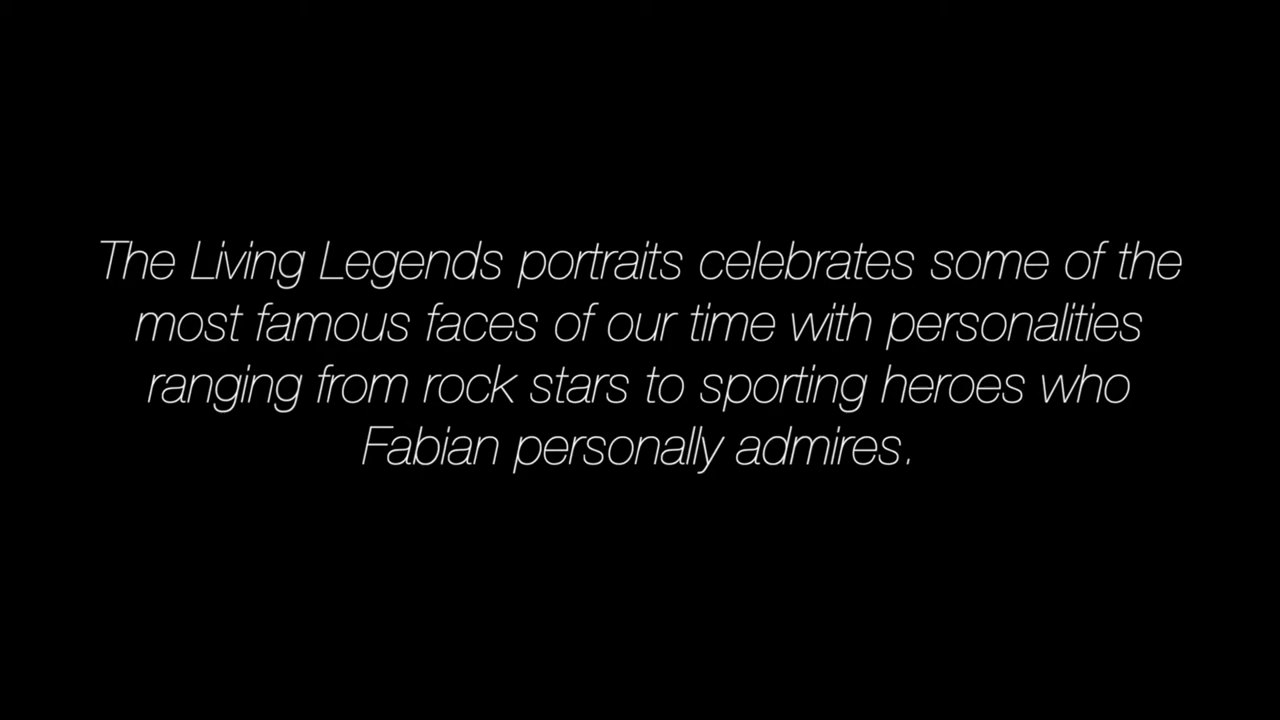 The Living Legends portraits celebrates some of the
most famous faces of our time with personalities
ranging from rock stars to sporting heroes who
Fabian personally admires.